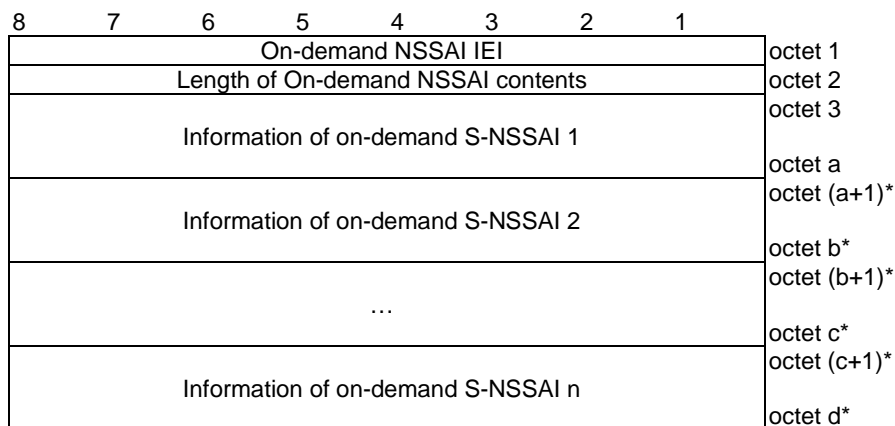 8 7 6 5 4 3 2 1
On-demand NSSAI IEI octet 1
Length of On-demand NSSAI contents octet 2
octet 3
Information of on-demand S-NSSAI 1
octet a
octet (a+1)*
Information of on-demand S-NSSAI 2
octet b*
octet (b+1)*
…
octet c*
octet (c+1)*
Information of on-demand S-NSSAI n
octet d*